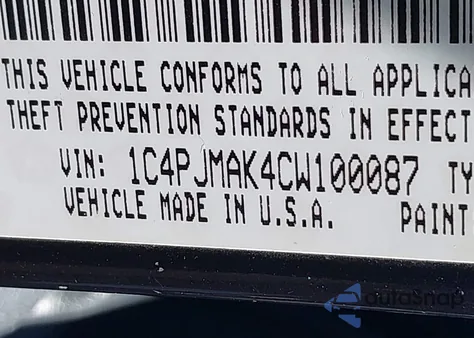 THIS VEHICLE CONFORMS TO ALL APPLICA
THEFT PREVENTION STANDARDS IN EFFECT
VIN: 1C4PJMAK4CW100087 TY
VEHICLE MADE IN U.S.A. PAINT
autoSnap